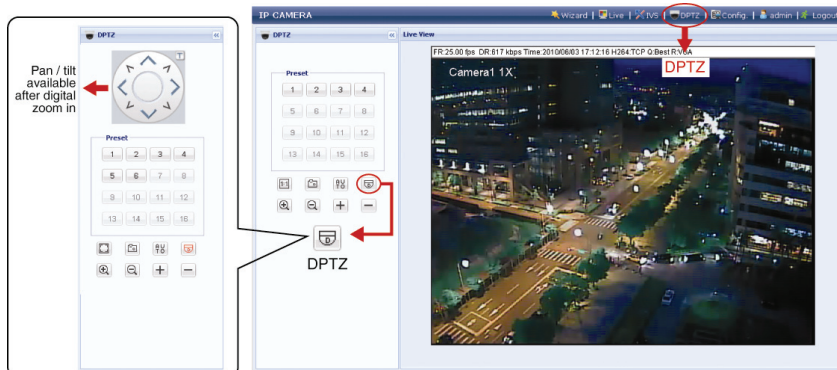 IP CAMERA
Wizard | Live | IVS | DPTZ | Config. | admin | Logout
DPTZ
Pan / tilt
available
after digital
zoom in
T
Preset
1 2 3 4
5 6 7 8
9 10 11 12
13 14 15 16
AUTO
DPTZ
Preset
1 2 3 4
5 6 7 8
9 10 11 12
13 14 15 16
1:1 AUTO
D
DPTZ
Live View
FR:25.00 fps DR:617 kbps Time:2010/06/03 17:12:16 H264:TCP Q:Best R:VGA
DPTZ
Camera1 1X